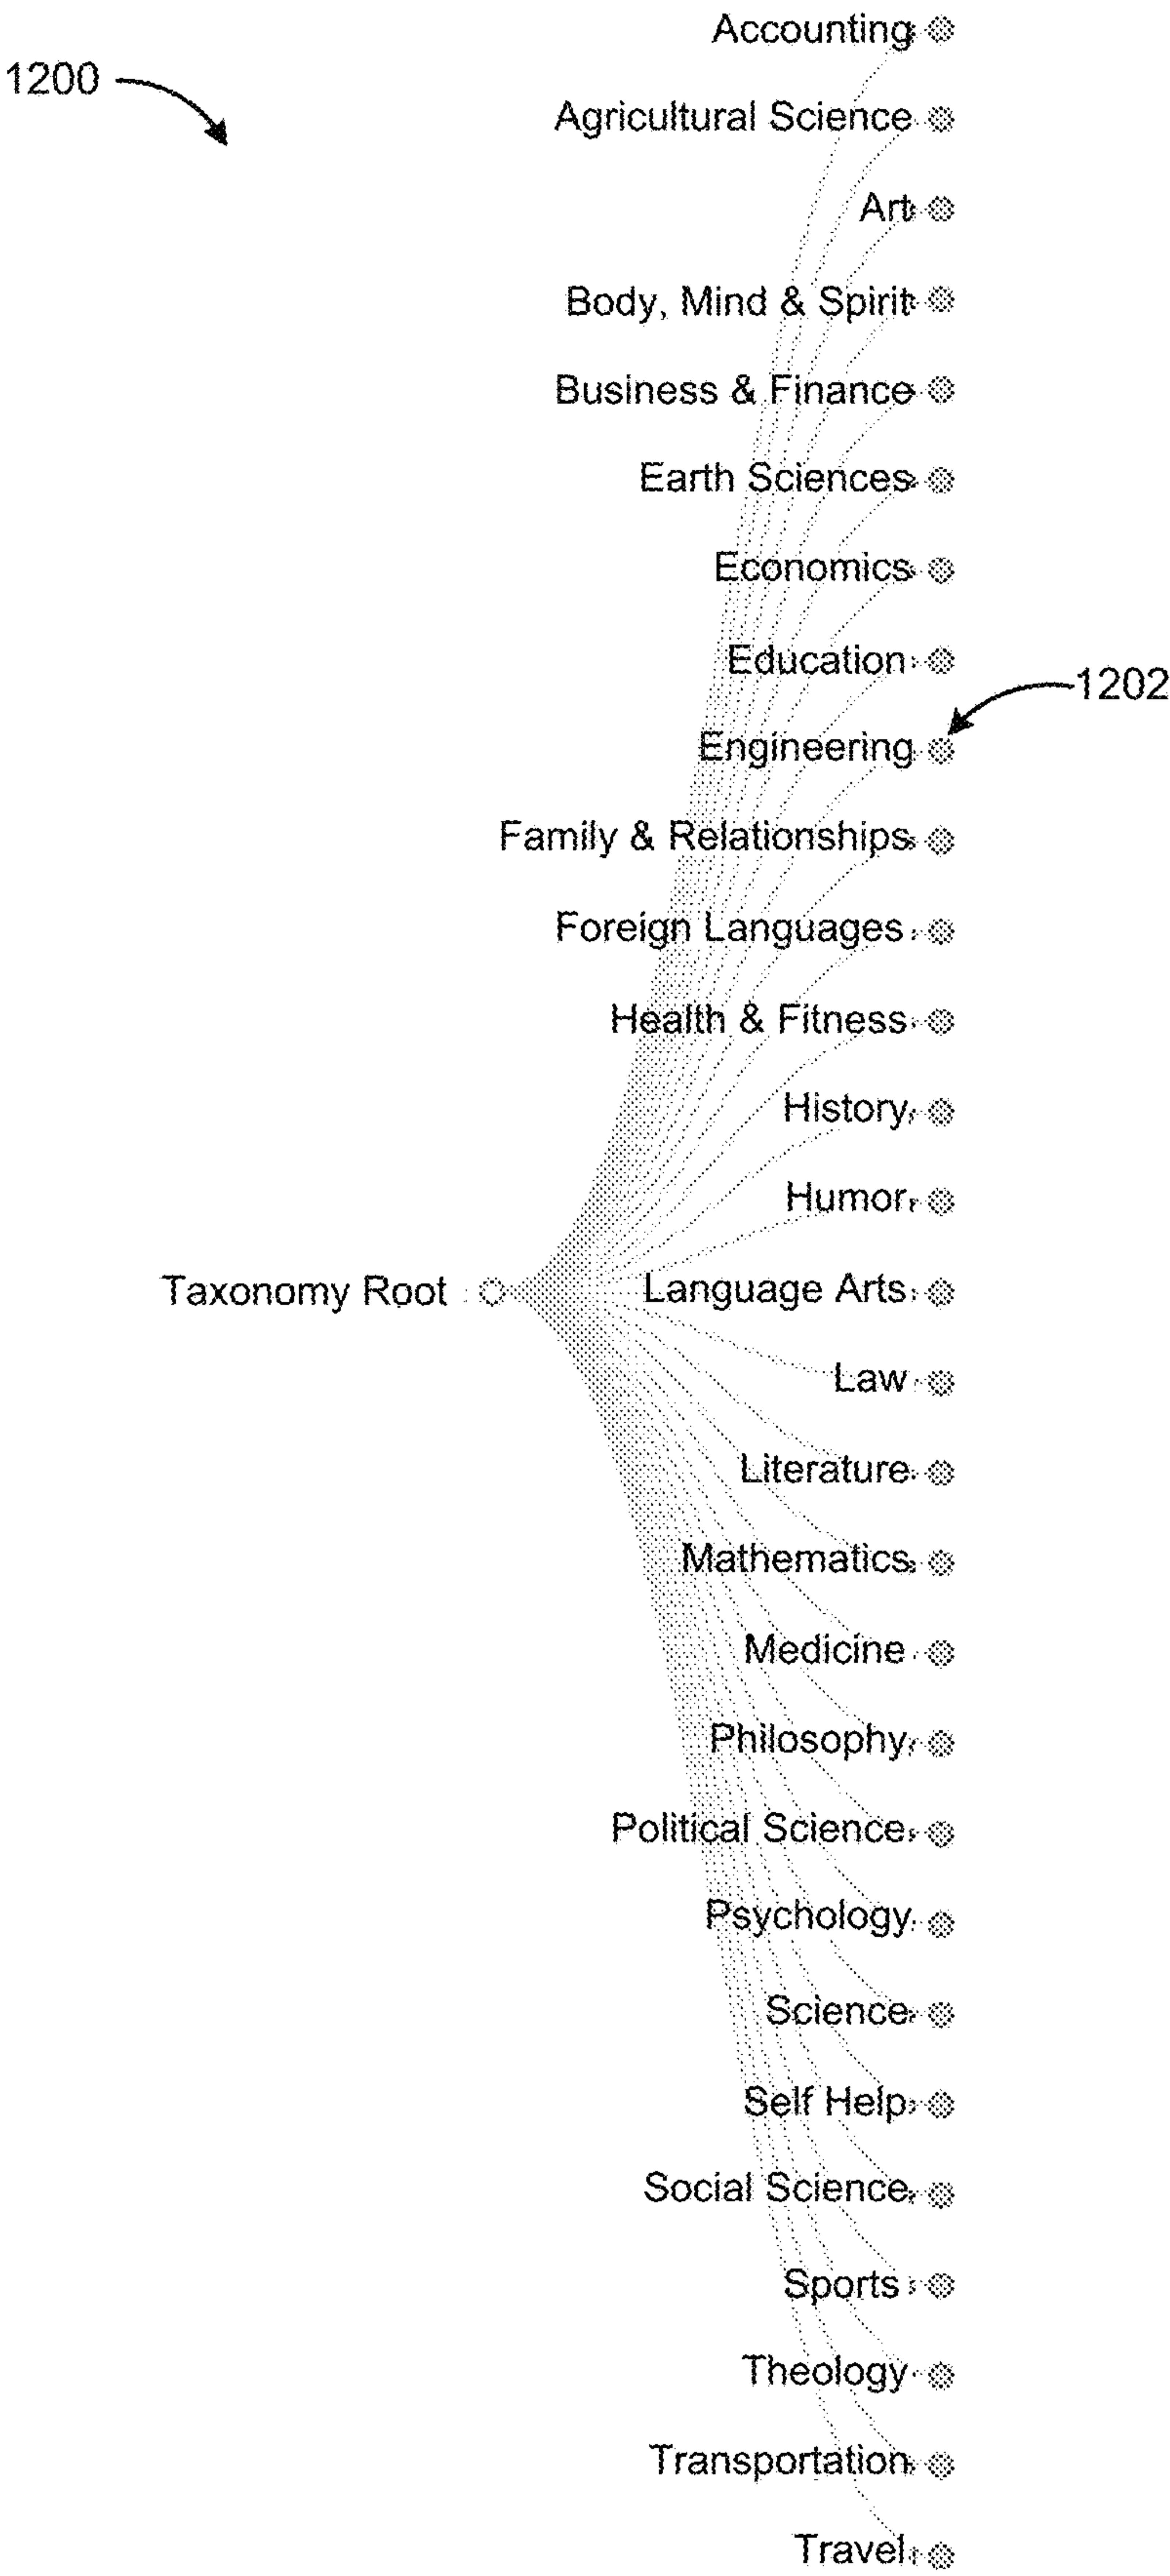 Accounting
1200
Agricultural Science
Art
Body, Mind & Spirit
Business & Finance
Earth Sciences
Economics
Education
1202
Engineering
Family & Relationships
Foreign Languages
Health & Fitness
History
Humor
Taxonomy Root
Language Arts
Law
Literature
Mathematics
Medicine
Philosophy
Political Science
Psychology
Science
Self Help
Social Science
Sports
Theology
Transportation
Travel